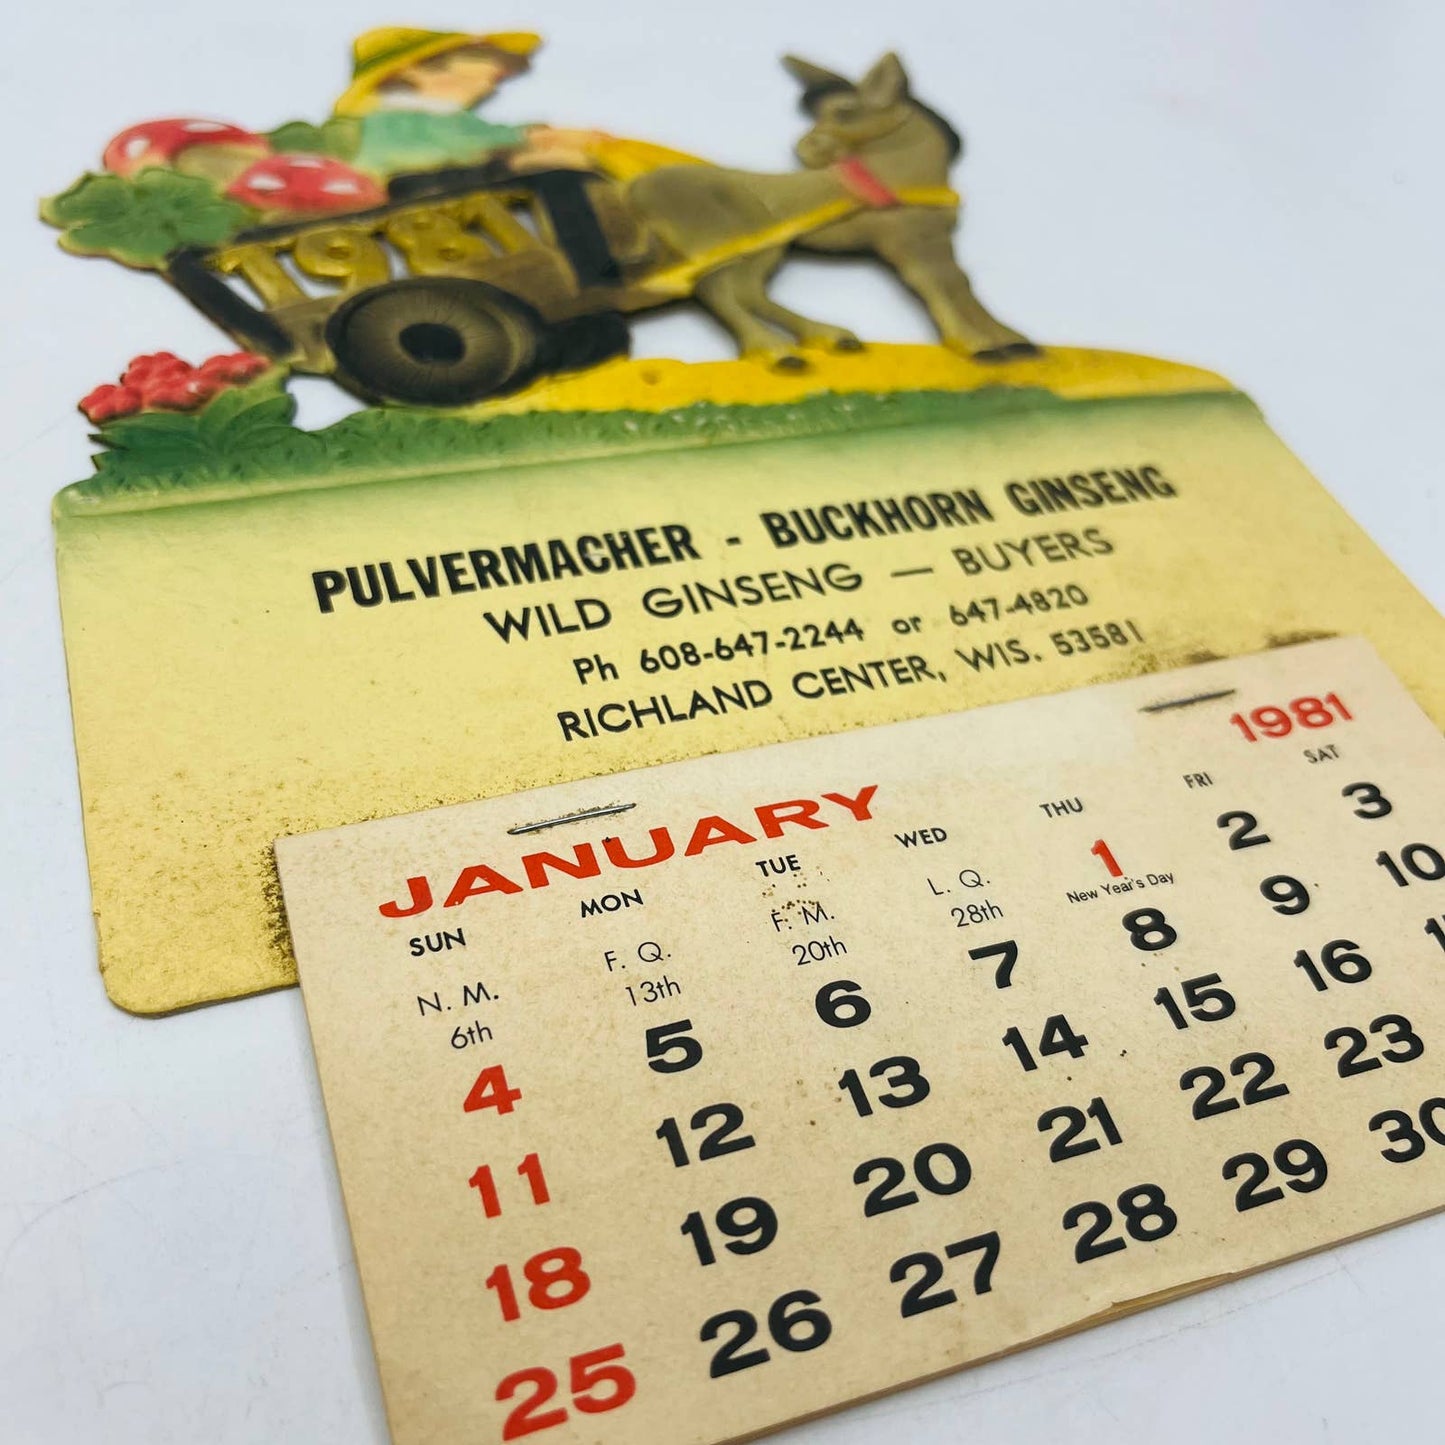 1981
PULVERMACHER - BUCKHORN GINSENG
WILD GINSENG — BUYERS
Ph 608-647-2244 or 647-4820
RICHLAND CENTER, WIS. 53581
JANUARY 1981
SUN MON TUE WED THU FRI SAT
N. M. 6th F. Q. 13th F. M. 20th L. Q. 28th 1 New Year's Day 2 3
4 5 6 7 8 9 10
11 12 13 14 15 16
18 19 20 21 22 23
25 26 27 28 29 30